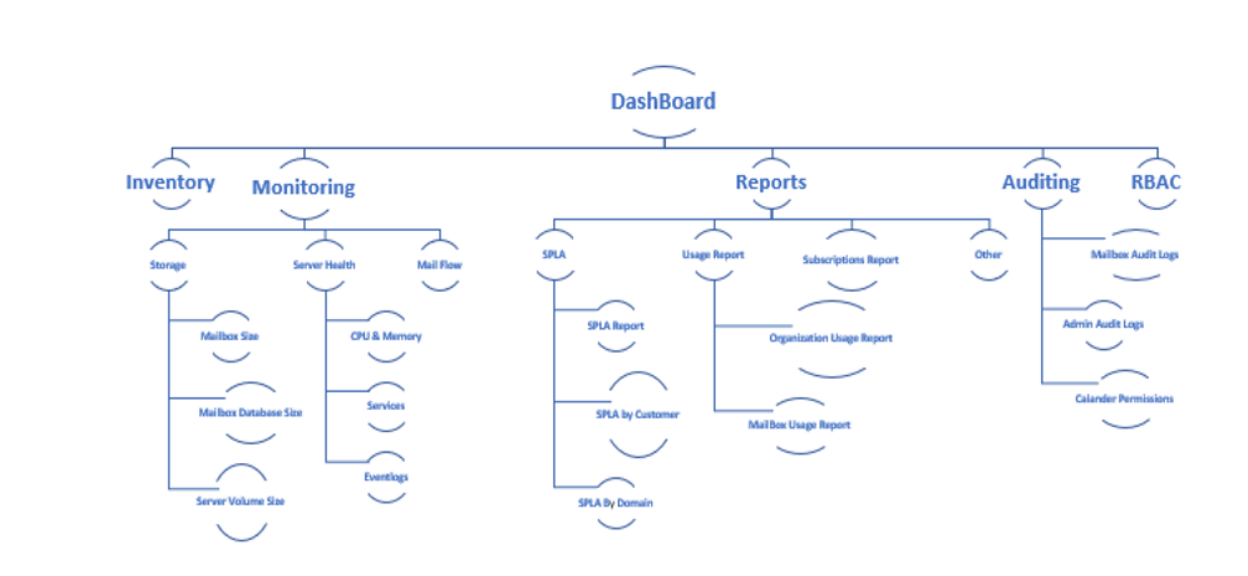 DashBoard
Inventory
Monitoring
Reports
Auditing
RBAC
Storage
Server Health
Mail Flow
SPLA
Usage Report
Subscriptions Report
Other
Mailbox Audit Logs
Mailbox Size
CPU & Memory
SPLA Report
Organization Usage Report
Admin Audit Logs
Mailbox Database Size
Services
SPLA by Customer
MailBox Usage Report
Calander Permissions
Server Volume Size
Eventlogs
SPLA By Domain